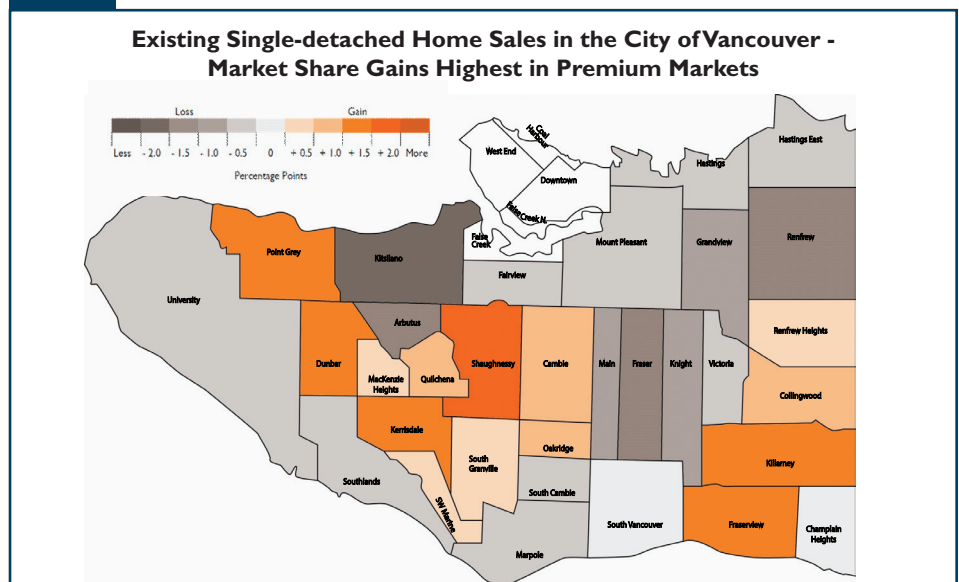 Existing Single-detached Home Sales in the City of Vancouver -
Market Share Gains Highest in Premium Markets
Loss
Gain
Less - 2.0 - 1.5 - 1.0 - 0.5 0 + 0.5 + 1.0 + 1.5 + 2.0 More
Percentage Points
Coal
Harbour
West End
Downtown
False Creek N.
False
Creek
Hastings
Hastings East
Point Grey
Kitsilano
Fairview
Mount Pleasant
Grandview
Renfrew
University
Arbutus
Dunbar
MacKenzie
Heights
Quilchena
Shaughnessy
Cambie
Main
Fraser
Knight
Victoria
Renfrew Heights
Collingwood
Kerrisdale
South
Granville
Oakridge
Killarney
Southlands
SW Marine
South Cambie
South Vancouver
Fraserview
Champlain
Heights
Marpole